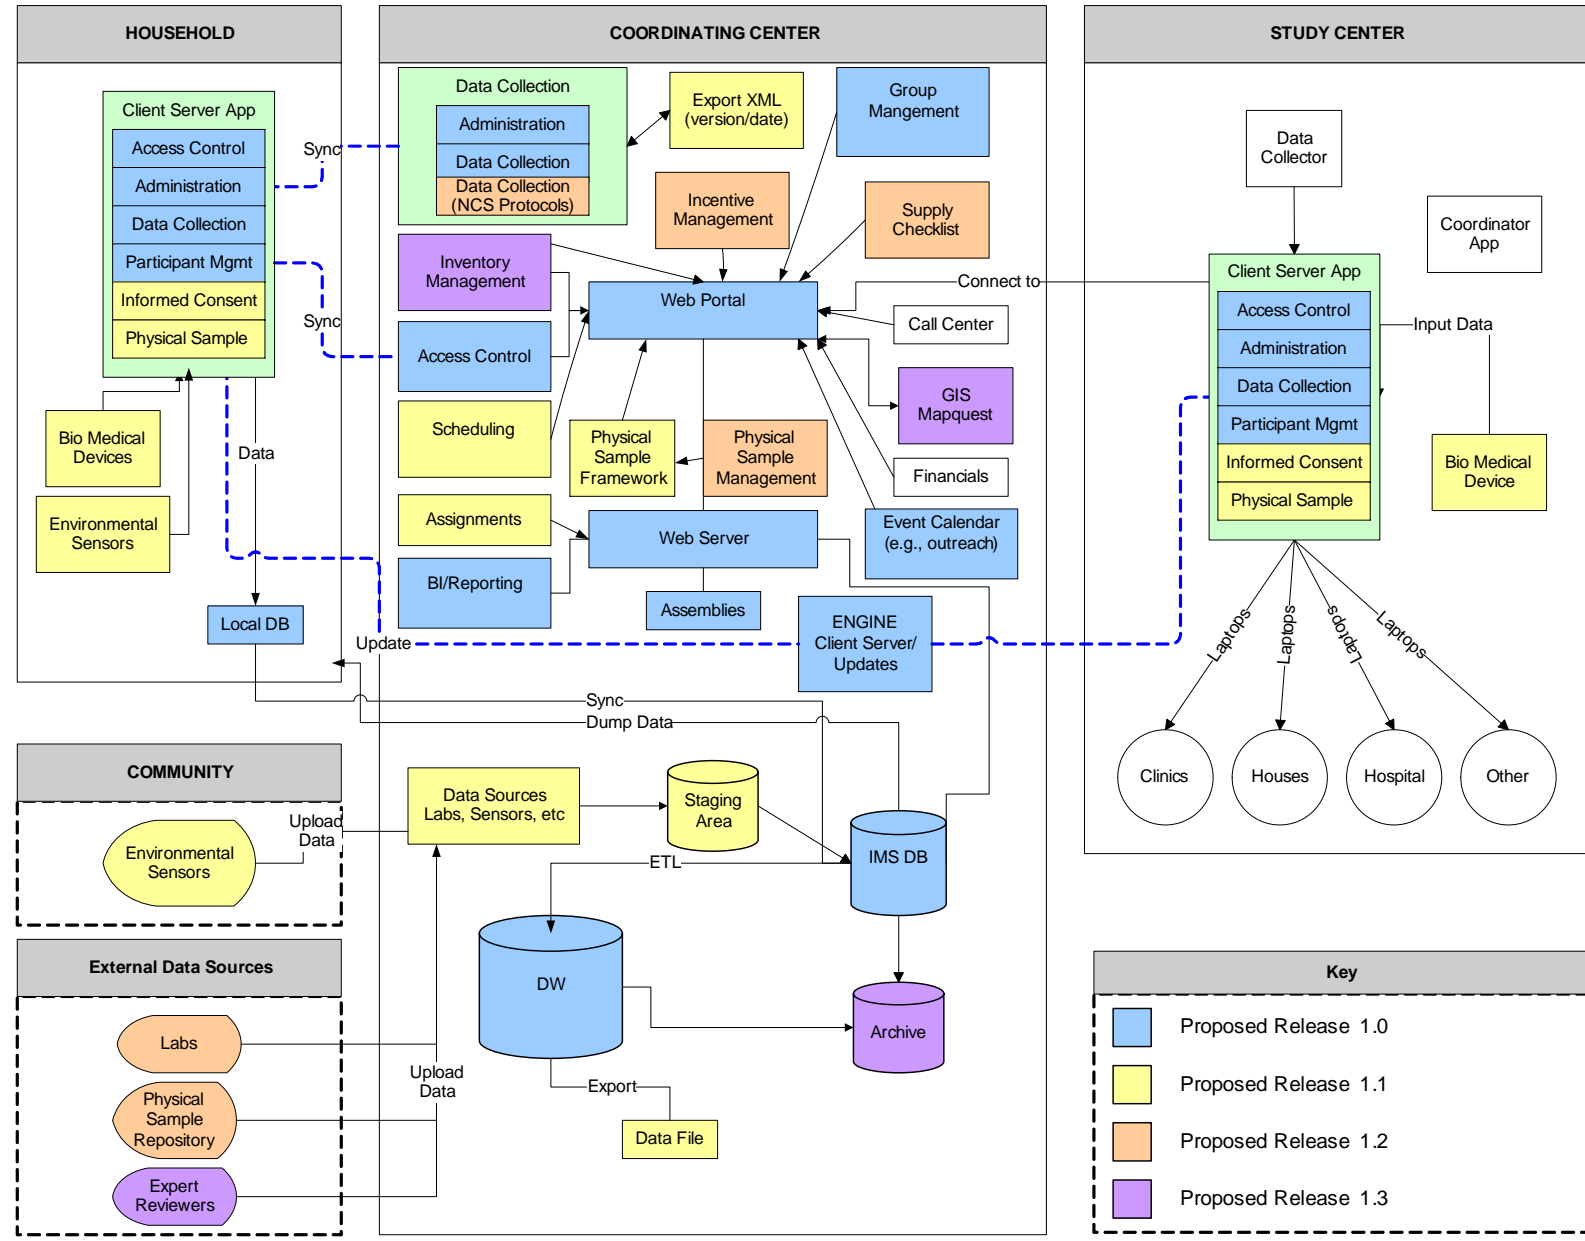 HOUSEHOLD
Client Server App
Access Control
Administration
Data Collection
Participant Mgmt
Informed Consent
Physical Sample
Sync
Sync
Bio Medical
Devices
Environmental
Sensors
Data
Local DB
Update
COORDINATING CENTER
Data Collection
Administration
Data Collection
Data Collection
(NCS Protocols)
Export XML
(version/date)
Group
Mangement
Incentive
Management
Supply
Checklist
Inventory
Management
Web Portal
Connect to
Call Center
Access Control
GIS
Mapquest
Scheduling
Physical
Sample
Framework
Physical
Sample
Management
Financials
Assignments
Web Server
Event Calendar
(e.g., outreach)
BI/Reporting
Assemblies
ENGINE
Client Server/
Updates
Sync
Dump Data
Data Sources
Labs, Sensors, etc
Staging
Area
IMS DB
ETL
DW
Archive
Export
Data File
STUDY CENTER
Data
Collector
Coordinator
App
Client Server App
Access Control
Administration
Data Collection
Participant Mgmt
Informed Consent
Physical Sample
Input Data
Bio Medical
Device
Laptops
Laptops
Laptops
Laptops
Clinics
Houses
Hospital
Other
COMMUNITY
Environmental
Sensors
Upload
Data
External Data Sources
Labs
Physical
Sample
Repository
Expert
Reviewers
Upload
Data
Key
Proposed Release 1.0
Proposed Release 1.1
Proposed Release 1.2
Proposed Release 1.3